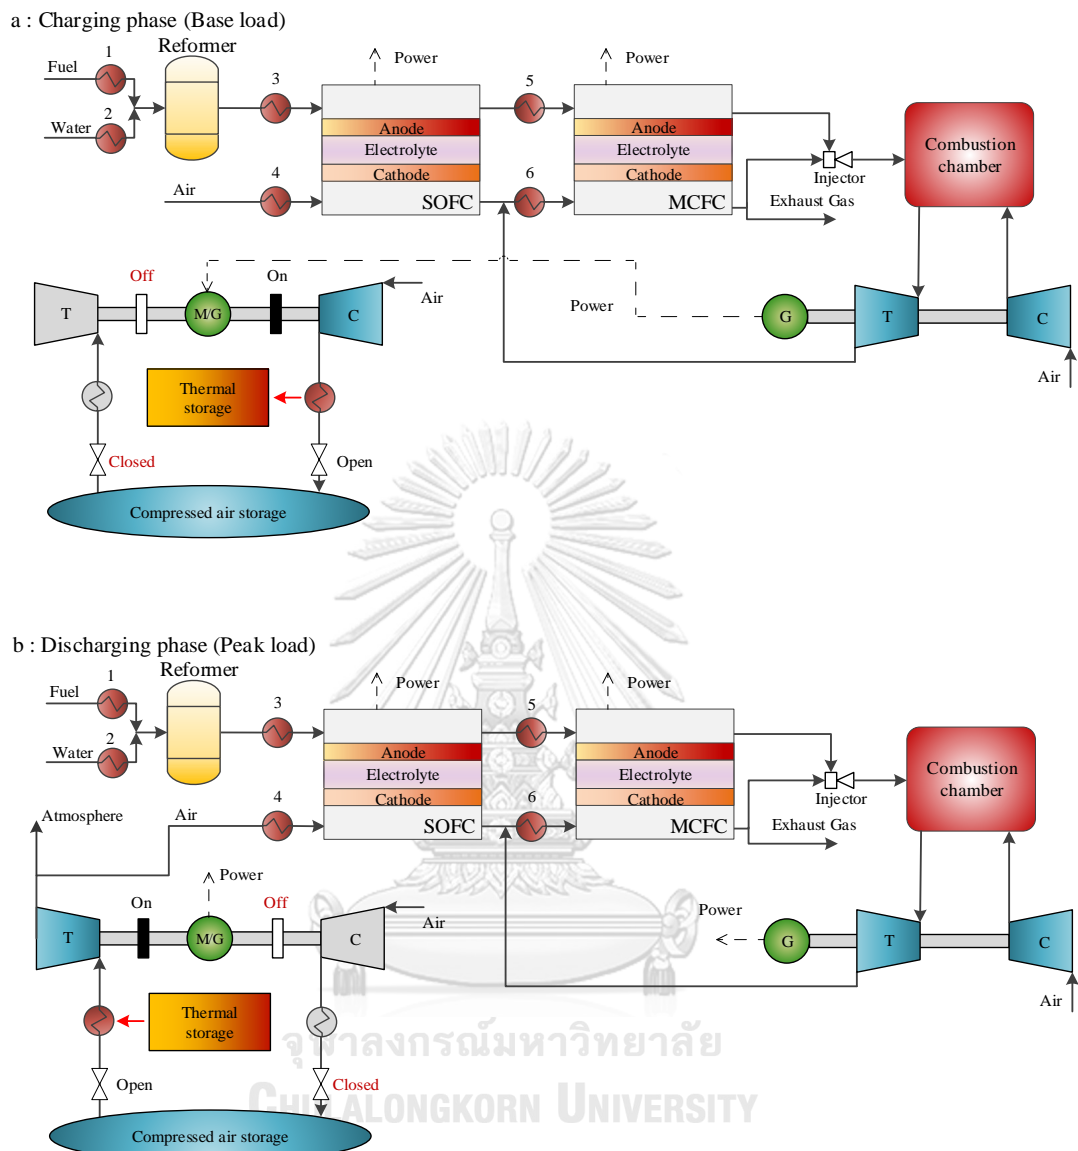 a : Charging phase (Base load)
Reformer
1
Fuel
2
Water
3
Power
5
Power
Anode
Electrolyte
Cathode
SOFC
Anode
Electrolyte
Cathode
MCFC
4
Air
6
Injector
Exhaust Gas
Combustion
chamber
Off
On
T
M/G
C
Air
Power
G
T
C
Air
Thermal
storage
Closed
Open
Compressed air storage
b : Discharging phase (Peak load)
Reformer
1
Fuel
2
Water
3
Power
5
Power
Anode
Electrolyte
Cathode
SOFC
Anode
Electrolyte
Cathode
MCFC
4
Air
6
Injector
Exhaust Gas
Combustion
chamber
Atmosphere
Power
On
Off
T
M/G
C
Air
Power
G
T
C
Air
Thermal
storage
Open
Closed
Compressed air storage
จุฬาลงกรณ์มหาวิทยาลัย
CHULALONGKORN UNIVERSITY